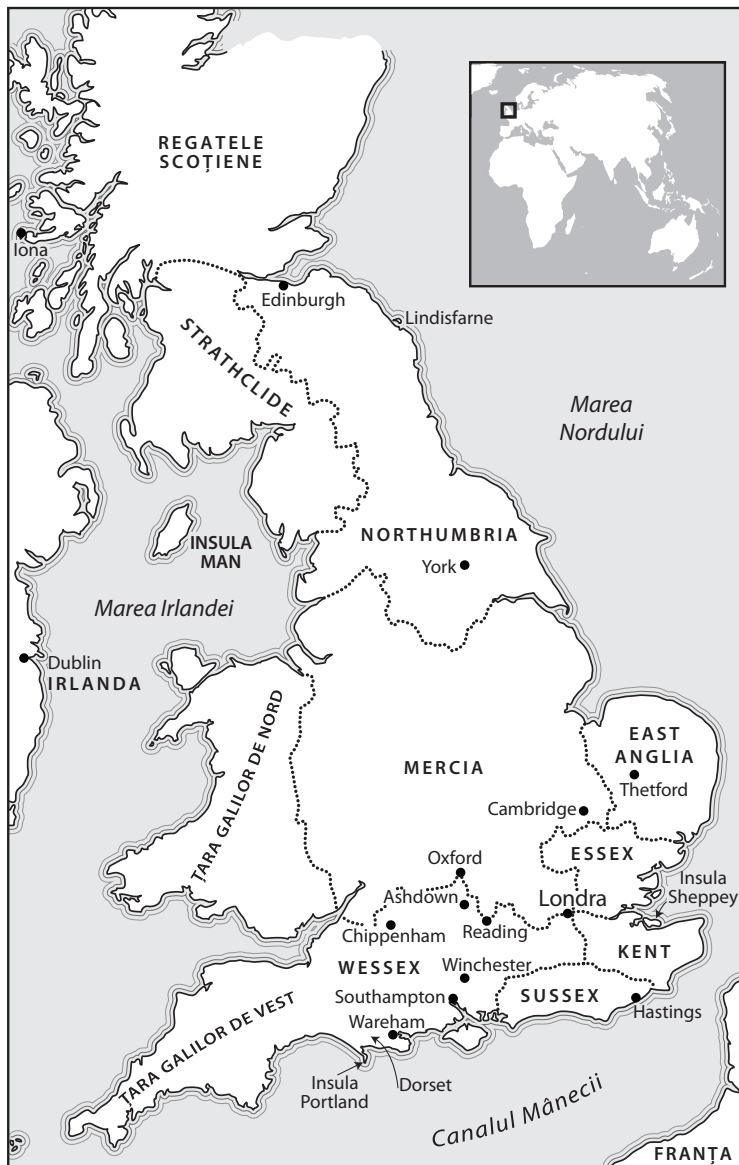 REGATELE
SCOȚIENE
Iona
Edinburgh
Lindisfarne
STRATHCLIDE
Marea
Nordului
NORTHUMBRIA
INSULA
MAN
York
Marea Irlandei
Dublin
IRLANDA
ȚARA GALILOR DE NORD
EAST
ANGLIA
MERCIA
Thetford
Cambridge
ESSEX
Oxford
Insula
Sheppey
Ashdown
Londra
Chippenham
Reading
KENT
WESSEX
Winchester
SUSSEX
Southampton
Hastings
ȚARA GALILOR DE VEST
Wareham
Insula
Portland
Dorset
Canalul Mânecii
FRANȚA